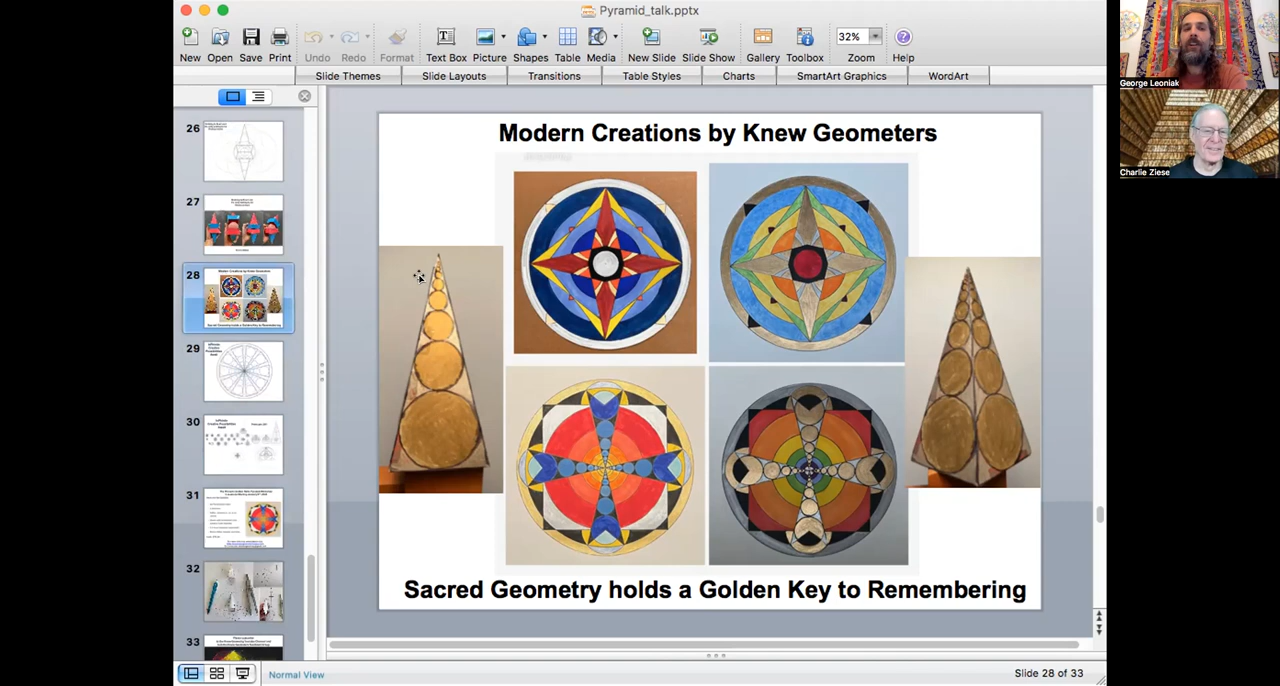 Pyramid_talk.pptx
New Open Save Print Undo Redo Format Text Box Picture Shapes Table Media New Slide Slide Show Gallery Toolbox 32% Zoom Help
Slide Themes Slide Layouts Transitions Table Styles Charts SmartArt Graphics WordArt
26
27
28
29
30
31
32
33
Modern Creations by Knew Geometers
Sacred Geometry holds a Golden Key to Remembering
Normal View
Slide 28 of 33
George Leoniak
Charlie Ziese